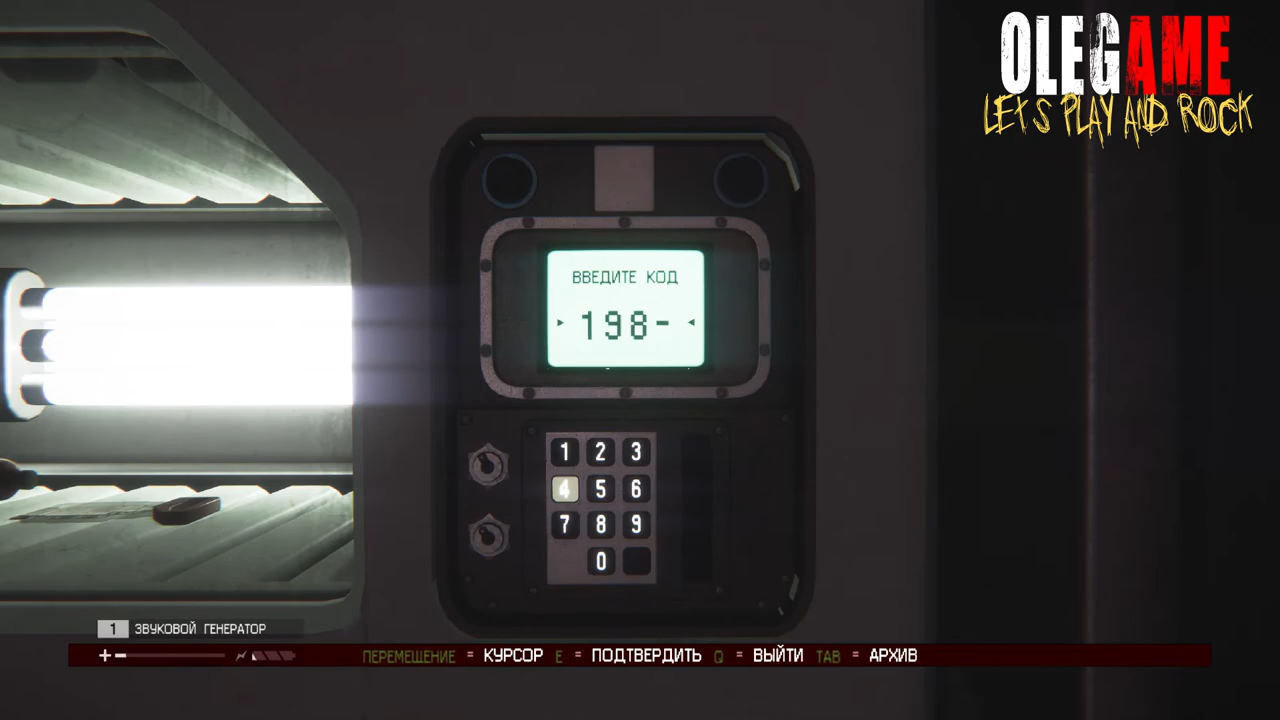 OLEGAME
LET'S PLAY AND ROCK
ВВЕДИТЕ КОД
198-
1 2 3
4 5 6
7 8 9
0
1 ЗВУКОВОЙ ГЕНЕРАТОР
ПЕРЕМЕЩЕНИЕ = КУРСОР E = ПОДТВЕРДИТЬ Q = ВЫЙТИ TAB = АРХИВ